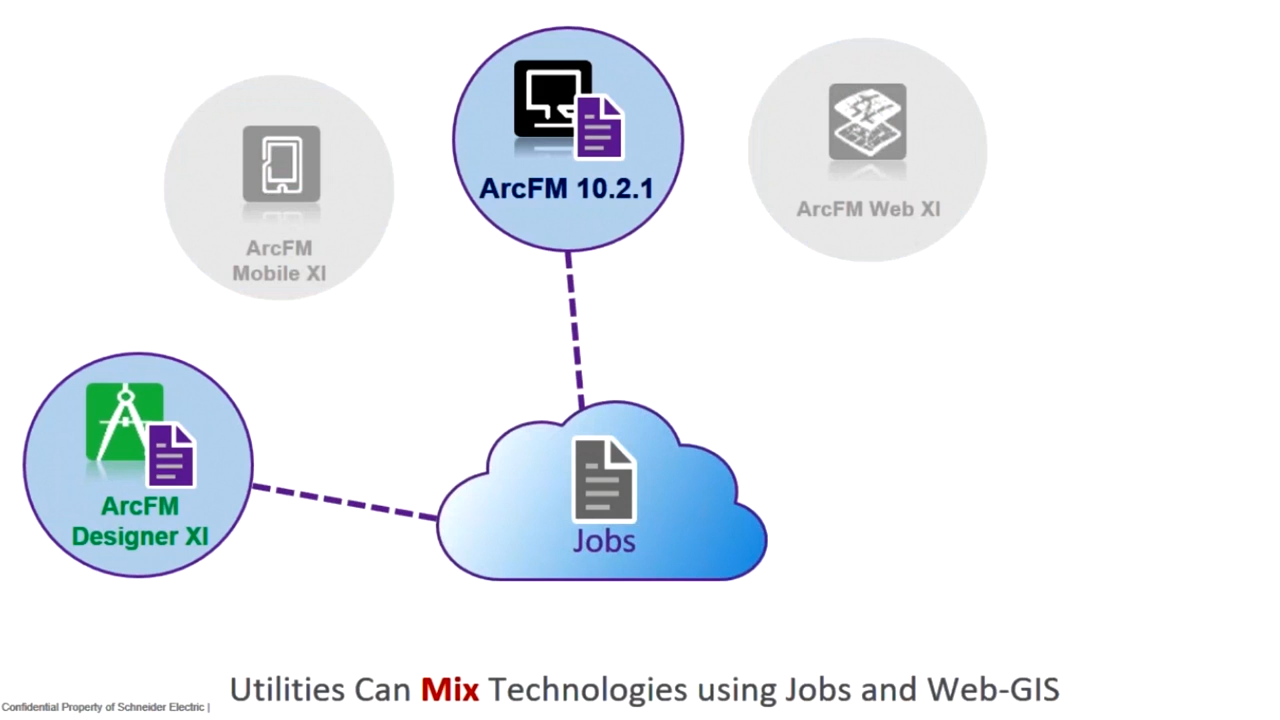 ArcFM 10.2.1
ArcFM Web XI
ArcFM
Mobile XI
ArcFM
Designer XI
Jobs
Utilities Can Mix Technologies using Jobs and Web-GIS
Confidential Property of Schneider Electric |